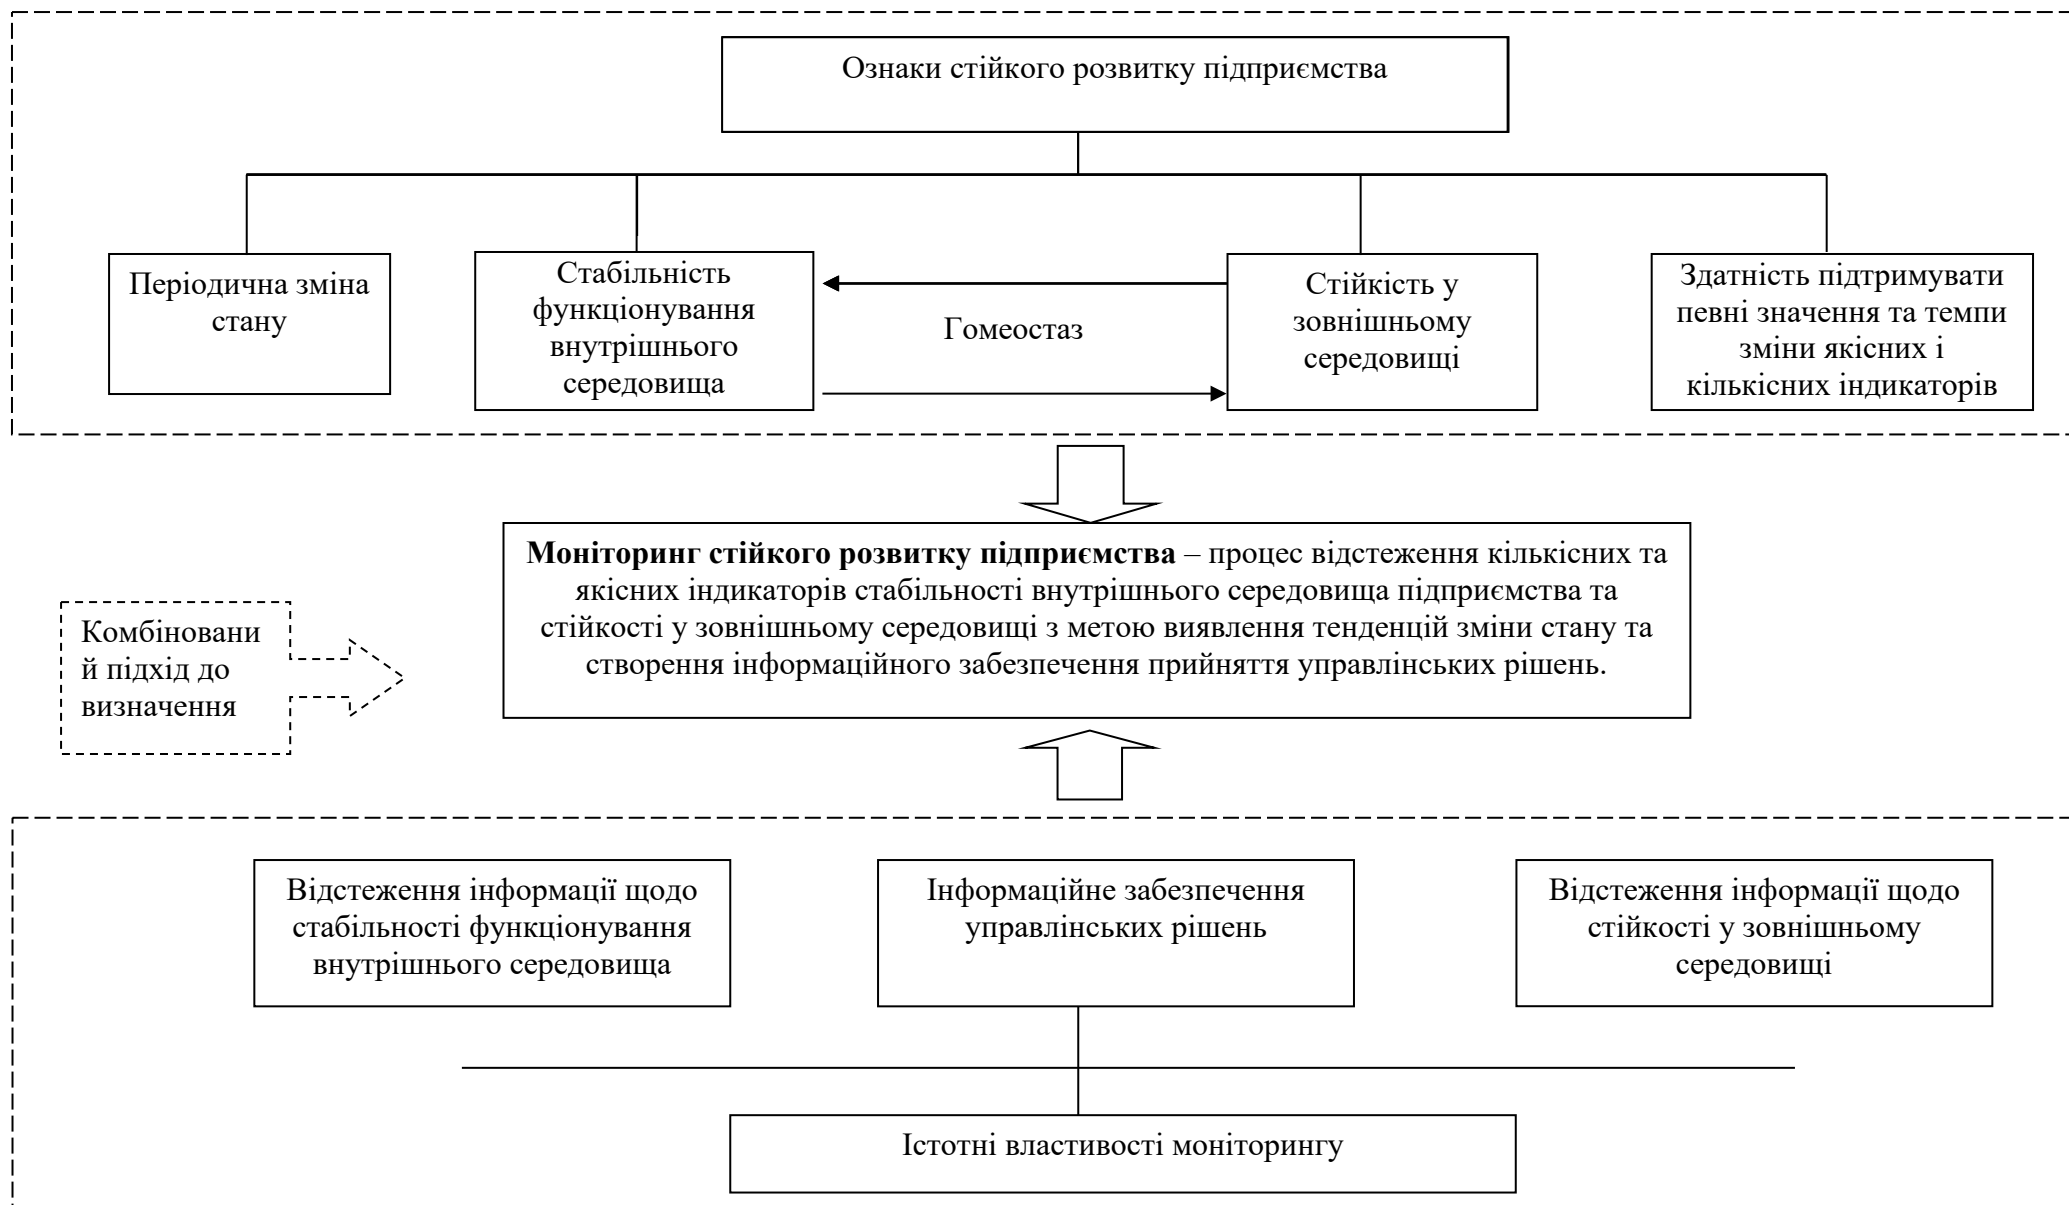 Ознаки стійкого розвитку підприємства
Періодична зміна
стану
Стабільність
функціонування
внутрішнього
середовища
Гомеостаз
Стійкість у
зовнішньому
середовищі
Здатність підтримувати
певні значення та темпи
зміни якісних і
кількісних індикаторів
Моніторинг стійкого розвитку підприємства – процес відстеження кількісних та
якісних індикаторів стабільності внутрішнього середовища підприємства та
стійкості у зовнішньому середовищі з метою виявлення тенденцій зміни стану та
створення інформаційного забезпечення прийняття управлінських рішень.
Комбіновани
й підхід до
визначення
Відстеження інформації щодо
стабільності функціонування
внутрішнього середовища
Інформаційне забезпечення
управлінських рішень
Відстеження інформації щодо
стійкості у зовнішньому
середовищі
Істотні властивості моніторингу